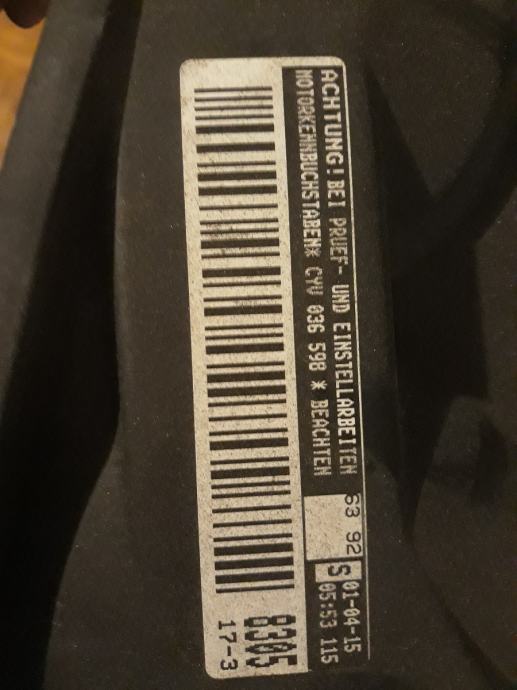 ACHTUNG! BEI PRUEF- UND EINSTELLARBEITEN
MOTORKENNBUCHSTABEN* CYV 036 598 * BEACHTEN
63 92
S 01-04-15
05:53 115
8305
17-3